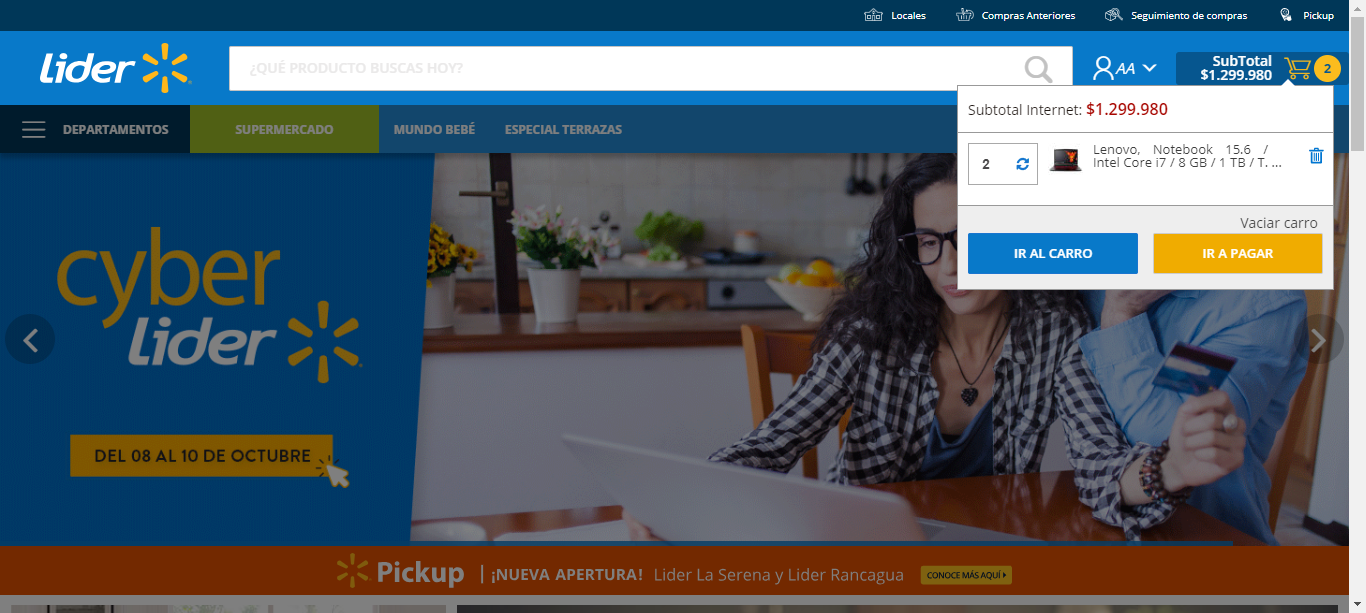 Locales
Compras Anteriores
Seguimiento de compras
Pickup
Lider
¿QUÉ PRODUCTO BUSCAS HOY?
AA
SubTotal
$1.299.980
2
DEPARTAMENTOS
SUPERMERCADO
MUNDO BEBÉ
ESPECIAL TERRAZAS
Subtotal Internet: $1.299.980
2
Lenovo, Notebook 15.6 /
Intel Core i7 / 8 GB / 1 TB / T. ...
Vaciar carro
IR AL CARRO
IR A PAGAR
cyber
lider
DEL 08 AL 10 DE OCTUBRE
Pickup | ¡NUEVA APERTURA! Lider La Serena y Lider Rancagua
CONOCE MÁS AQUÍ